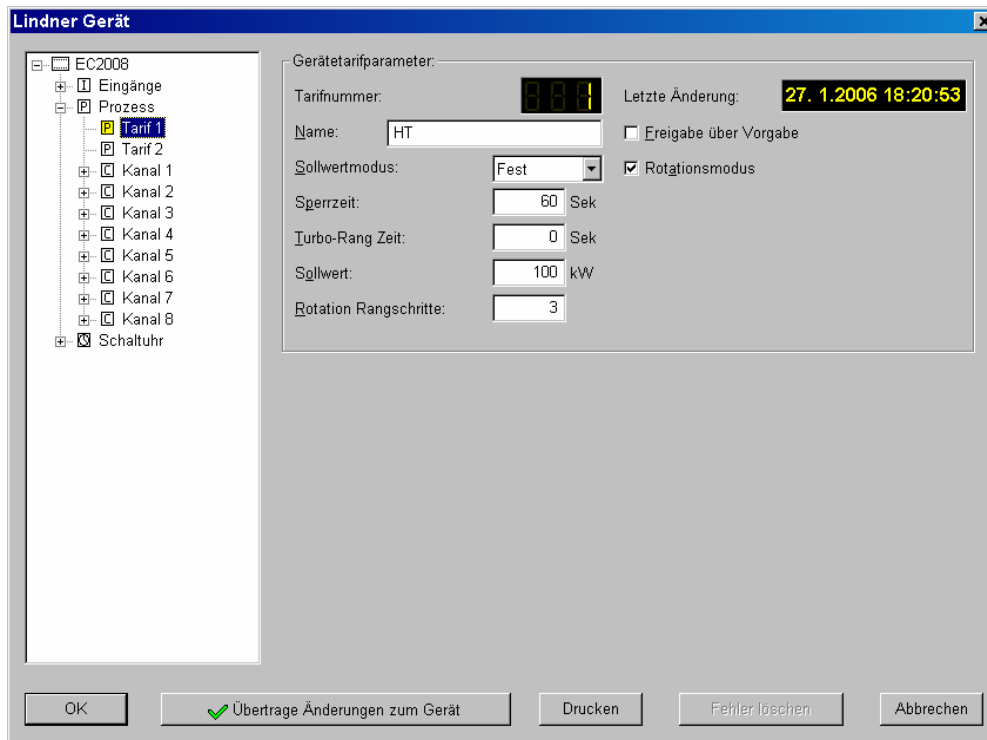 Lindner Gerät
EC2008
Eingänge
Prozess
Tarif 1
Tarif 2
Kanal 1
Kanal 2
Kanal 3
Kanal 4
Kanal 5
Kanal 6
Kanal 7
Kanal 8
Schaltuhr
Gerätetarifparameter:
Tarifnummer: 1 Letzte Änderung: 27. 1.2006 18:20:53
Name: HT Freigabe über Vorgabe
Sollwertmodus: Fest Rotationsmodus
Sperrzeit: 60 Sek
Turbo-Rang Zeit: 0 Sek
Sollwert: 100 kW
Rotation Rangschritte: 3
OK Übertrage Änderungen zum Gerät Drucken Fehler löschen Abbrechen